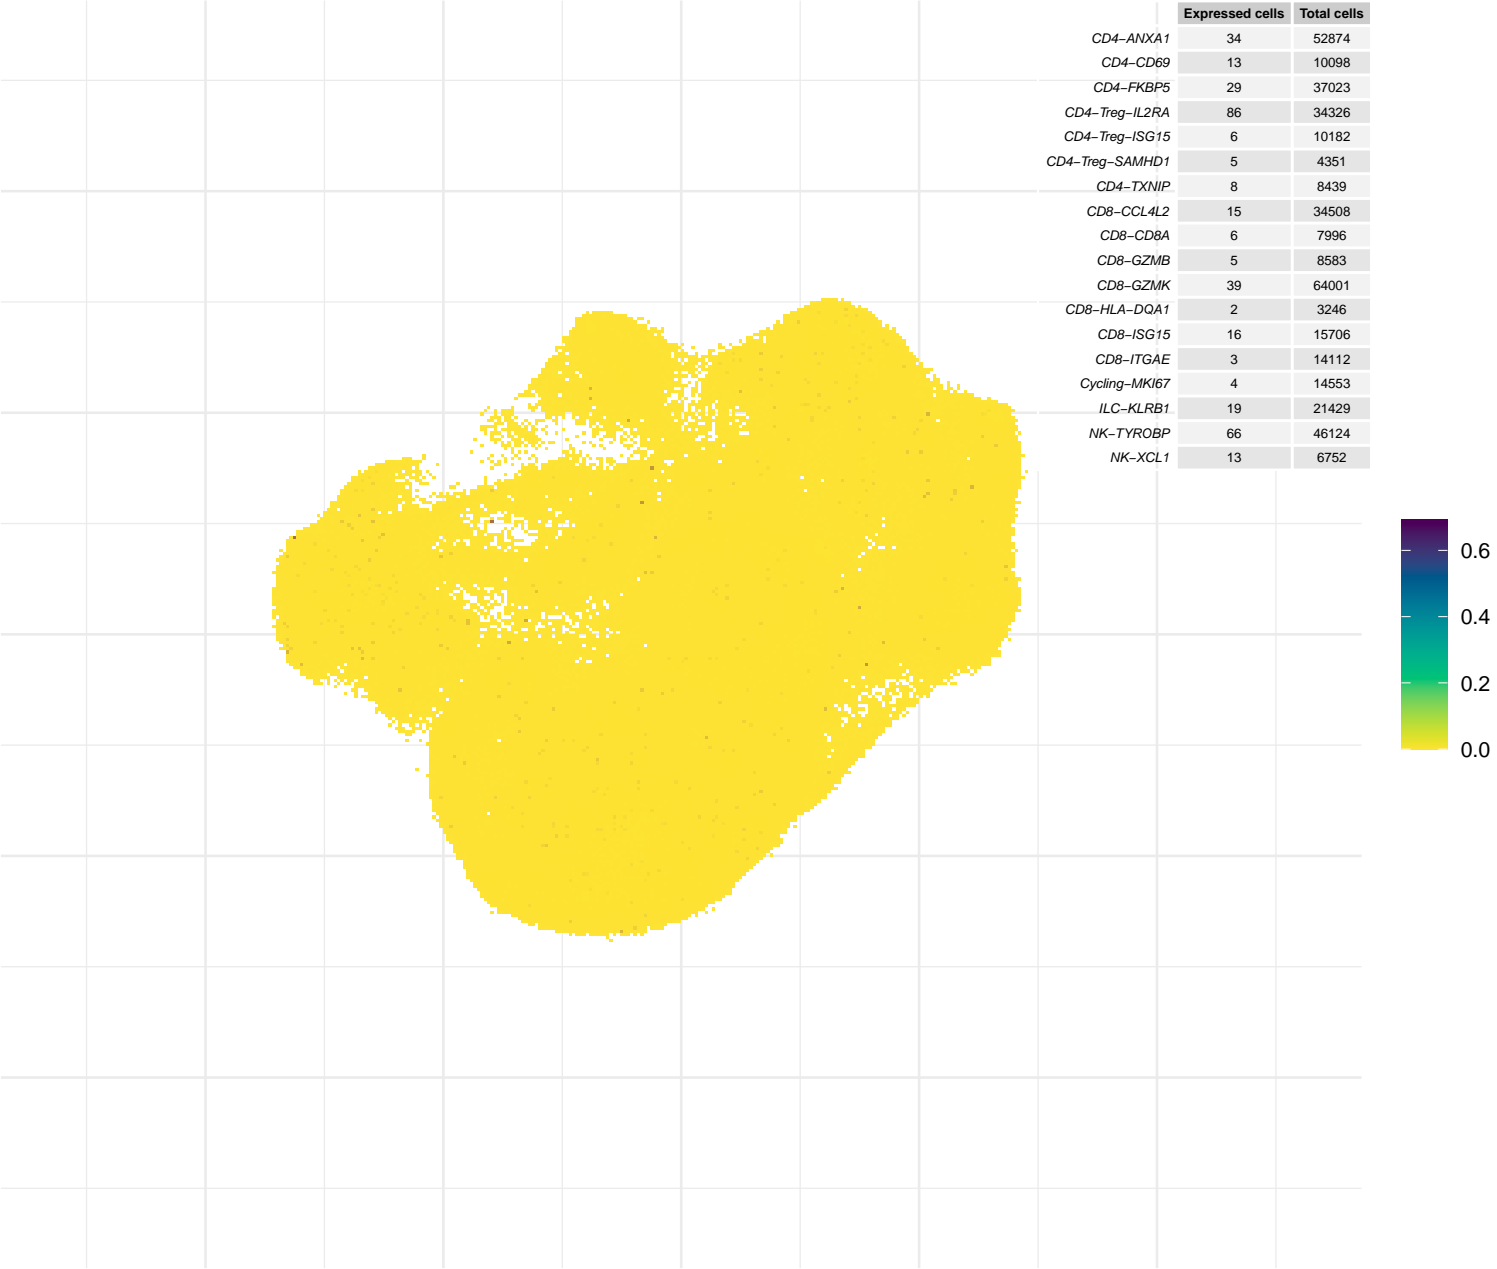 Expressed cells Total cells
CD4−ANXA1 34 52874
CD4−CD69 13 10098
CD4−FKBP5 29 37023
CD4−Treg−IL2RA 86 34326
CD4−Treg−ISG15 6 10182
CD4−Treg−SAMHD1 5 4351
CD4−TXNIP 8 8439
CD8−CCL4L2 15 34508
CD8−CD8A 6 7996
CD8−GZMB 5 8583
CD8−GZMK 39 64001
CD8−HLA−DQA1 2 3246
CD8−ISG15 16 15706
CD8−ITGAE 3 14112
Cycling−MKI67 4 14553
ILC−KLRB1 19 21429
NK−TYROBP 66 46124
NK−XCL1 13 6752
0.6
0.4
0.2
0.0